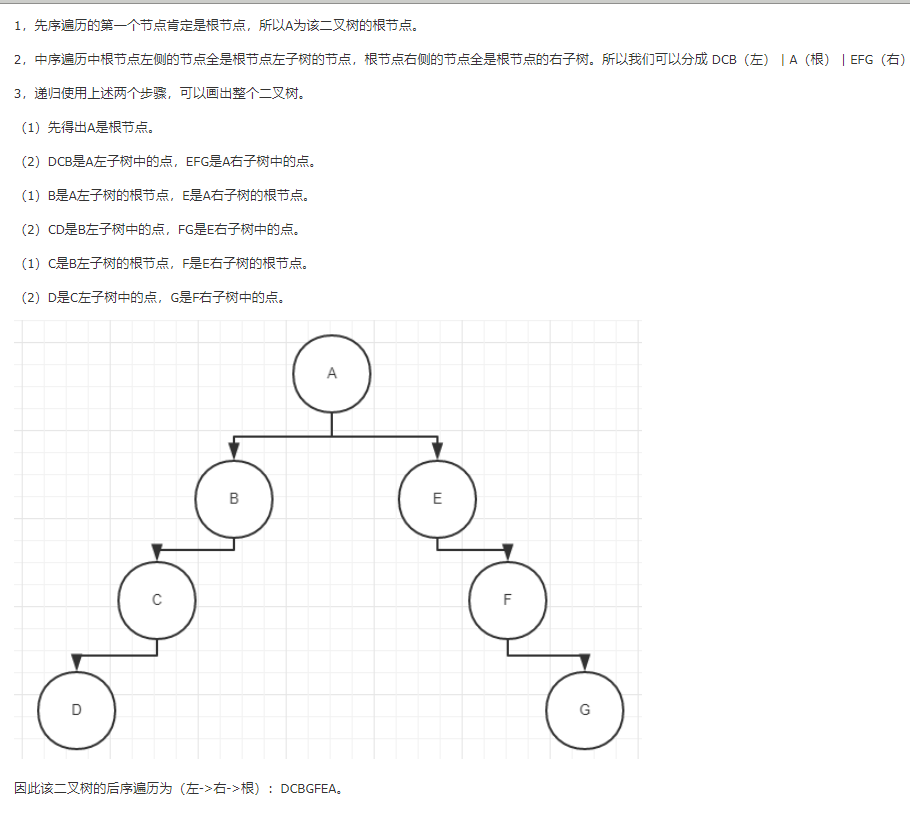 1，先序遍历的第一个节点肯定是根节点，所以A为该二叉树的根节点。
2，中序遍历中根节点左侧的节点全是根节点左子树的节点，根节点右侧的节点全是根节点的右子树。所以我们可以分成 DCB（左）｜A（根）｜EFG（右）
3，递归使用上述两个步骤，可以画出整个二叉树。
（1）先得出A是根节点。
（2）DCB是A左子树中的点，EFG是A右子树中的点。
（1）B是A左子树的根节点，E是A右子树的根节点。
（2）CD是B左子树中的点，FG是E右子树中的点。
（1）C是B左子树的根节点，F是E右子树的根节点。
（2）D是C左子树中的点，G是F右子树中的点。
A
B
E
C
F
D
G
因此该二叉树的后序遍历为（左->右->根）：DCBGFEA。